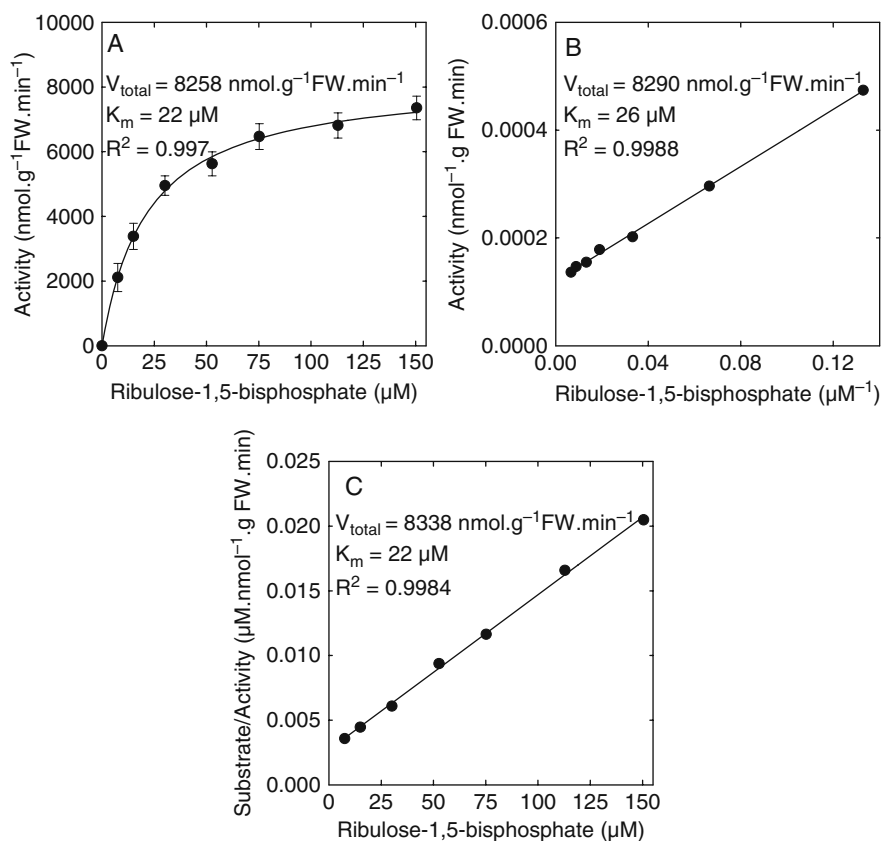 A
V_total = 8258 nmol.g⁻¹FW.min⁻¹
K_m = 22 µM
R² = 0.997
Activity (nmol.g⁻¹FW.min⁻¹)
10000
8000
6000
4000
2000
0
0 25 50 75 100 125 150
Ribulose-1,5-bisphosphate (µM)
B
V_total = 8290 nmol.g⁻¹FW.min⁻¹
K_m = 26 µM
R² = 0.9988
Activity (nmol⁻¹.g FW.min)
0.0006
0.0004
0.0002
0.0000
0.00 0.04 0.08 0.12
Ribulose-1,5-bisphosphate (µM⁻¹)
C
V_total = 8338 nmol.g⁻¹FW.min⁻¹
K_m = 22 µM
R² = 0.9984
Substrate/Activity (µM.nmol⁻¹.g FW.min)
0.025
0.020
0.015
0.010
0.005
0.000
0 25 50 75 100 125 150
Ribulose-1,5-bisphosphate (µM)